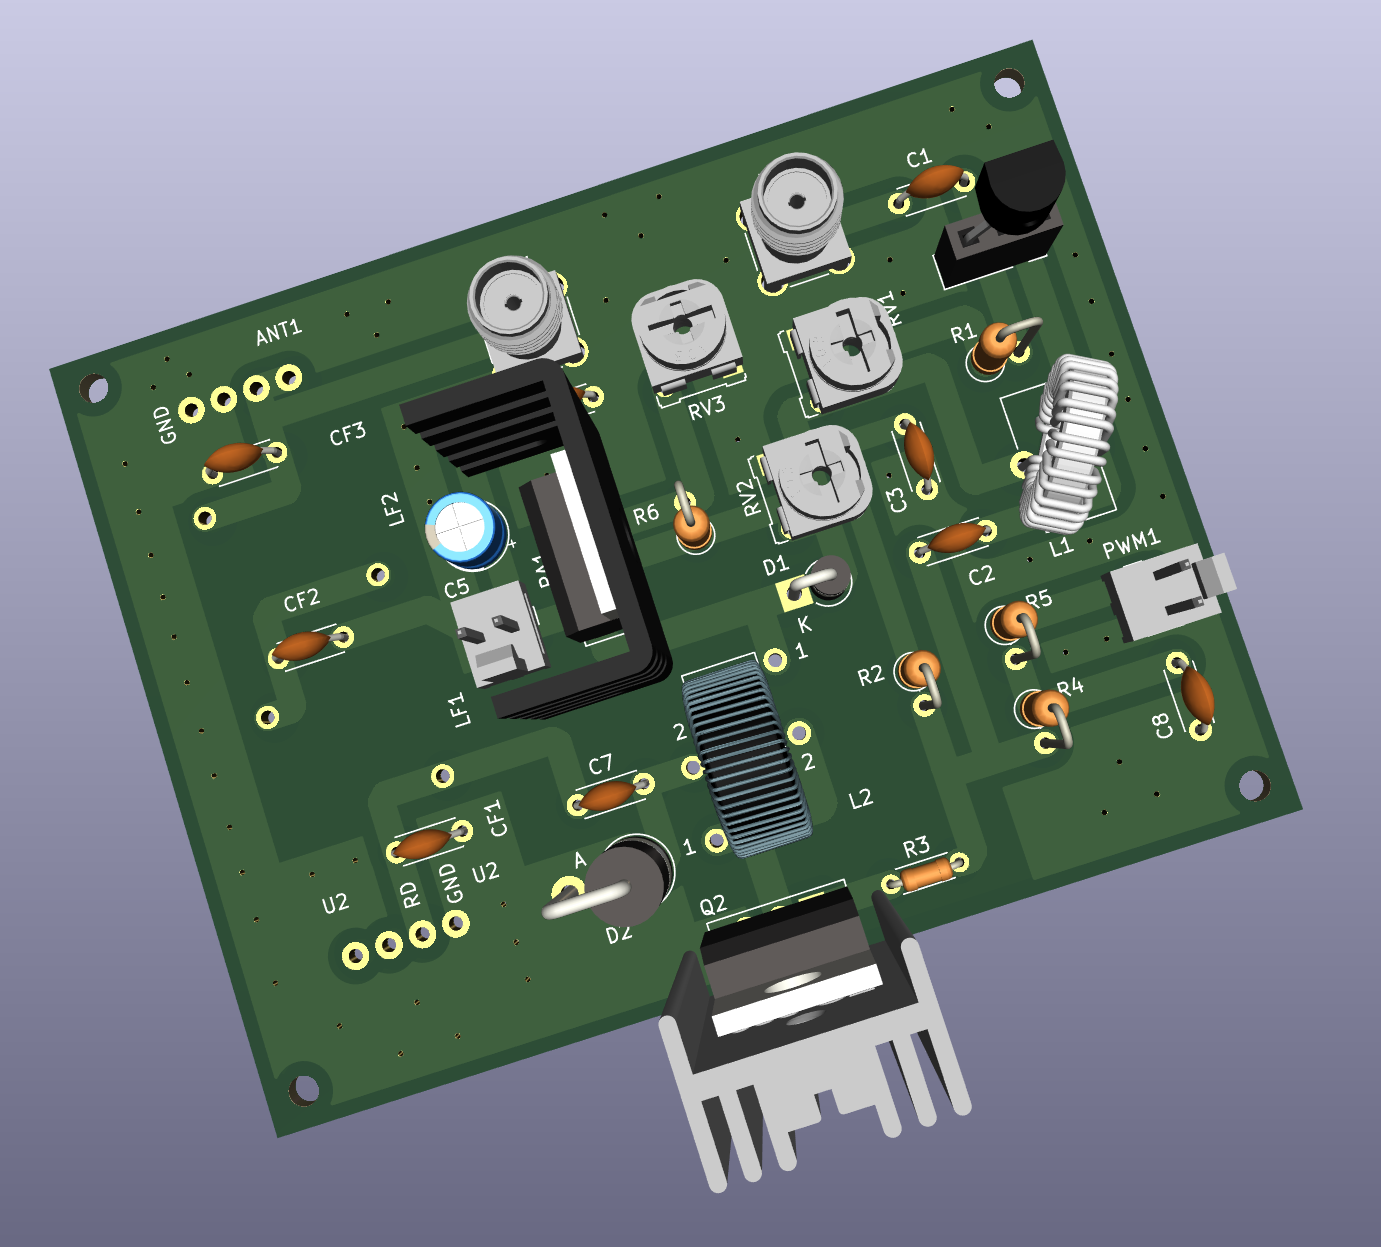 C1
RV1
ANT1
R1
GND
RV3
CF3
LF2
RV2
C3
R6
L1
PWM1
D1
C2
C5
CF2
R5
K
1
R2
R4
LF1
2
2
C8
C7
L2
CF1
1
R3
A
U2
GND
RD
U2
Q2
D2
+